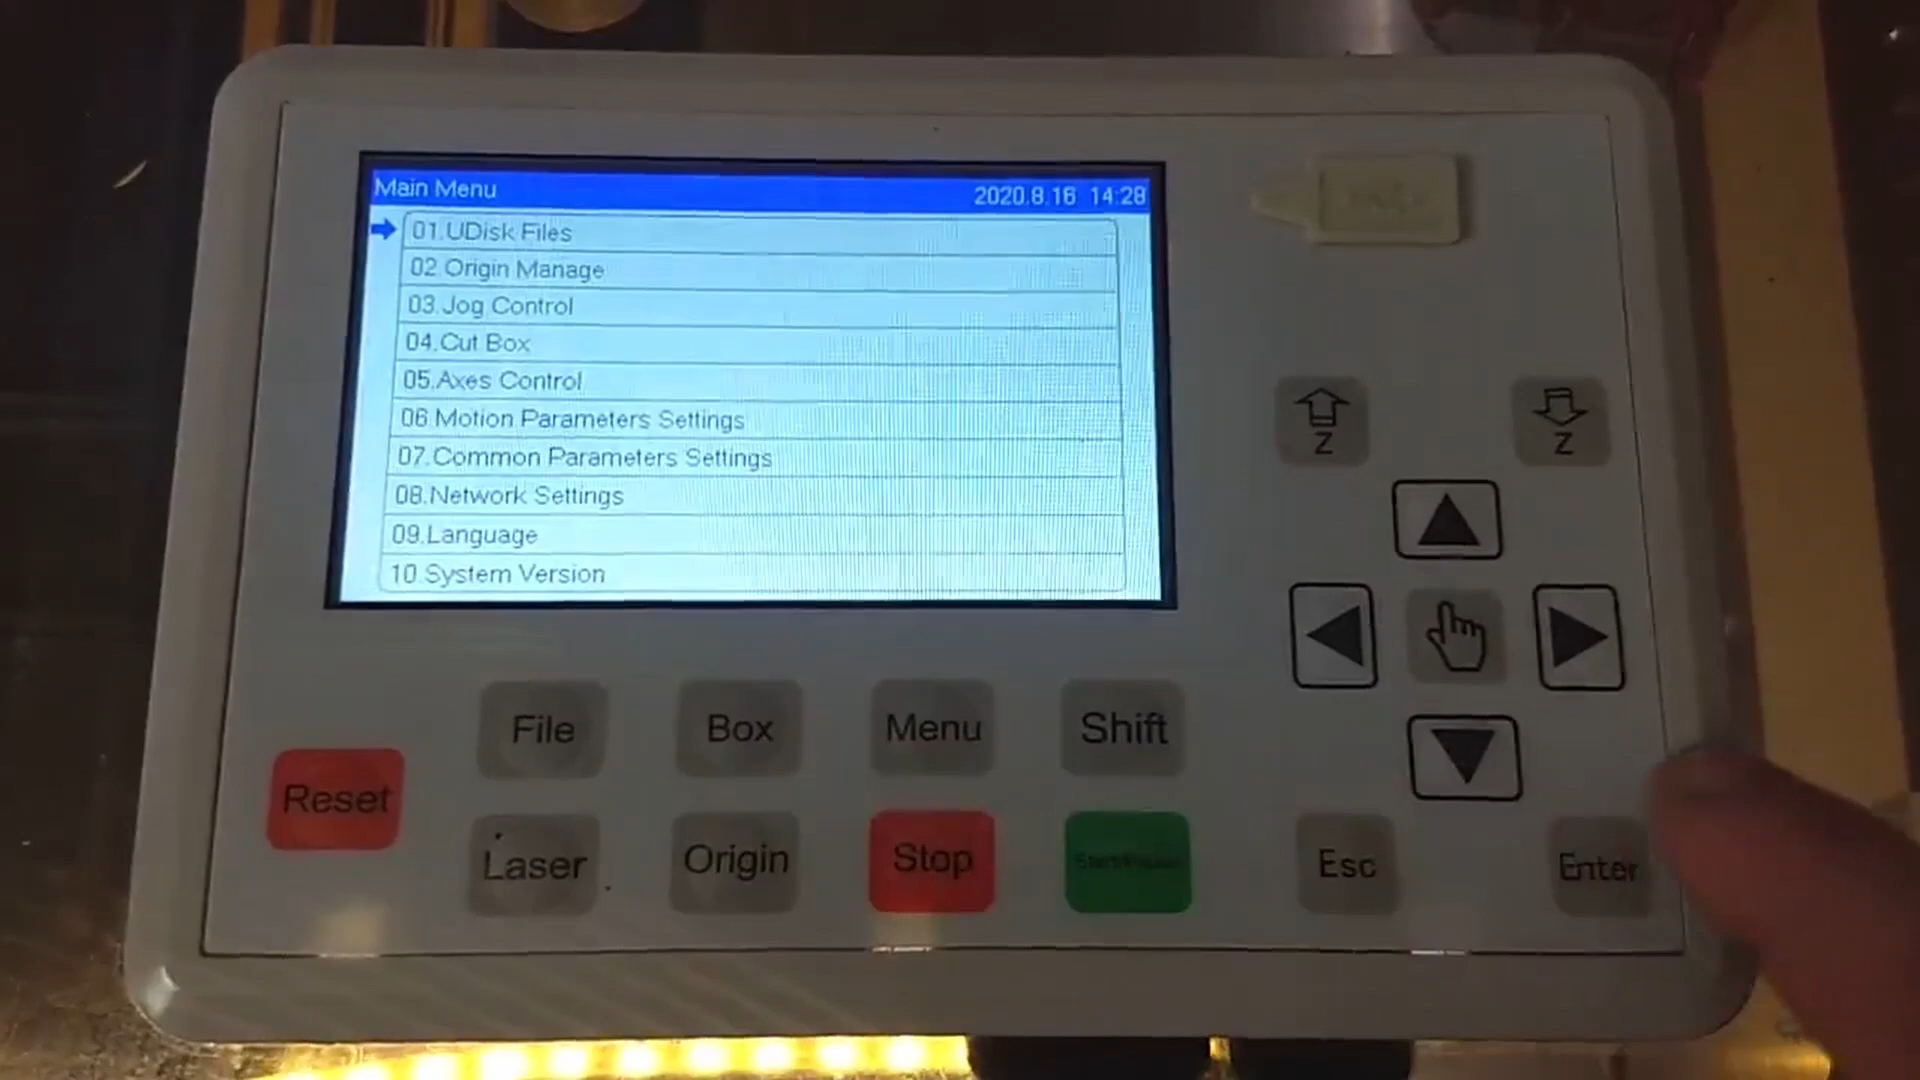 Main Menu 2020.8.16 14:28
01.UDisk Files
02 Origin Manage
03.Jog Control
04.Cut Box
05.Axes Control
06 Motion Parameters Settings
07.Common Parameters Settings
08.Network Settings
09.Language
10 System Version
Z Z
File Box Menu Shift
Reset
Laser Origin Stop Esc Enter